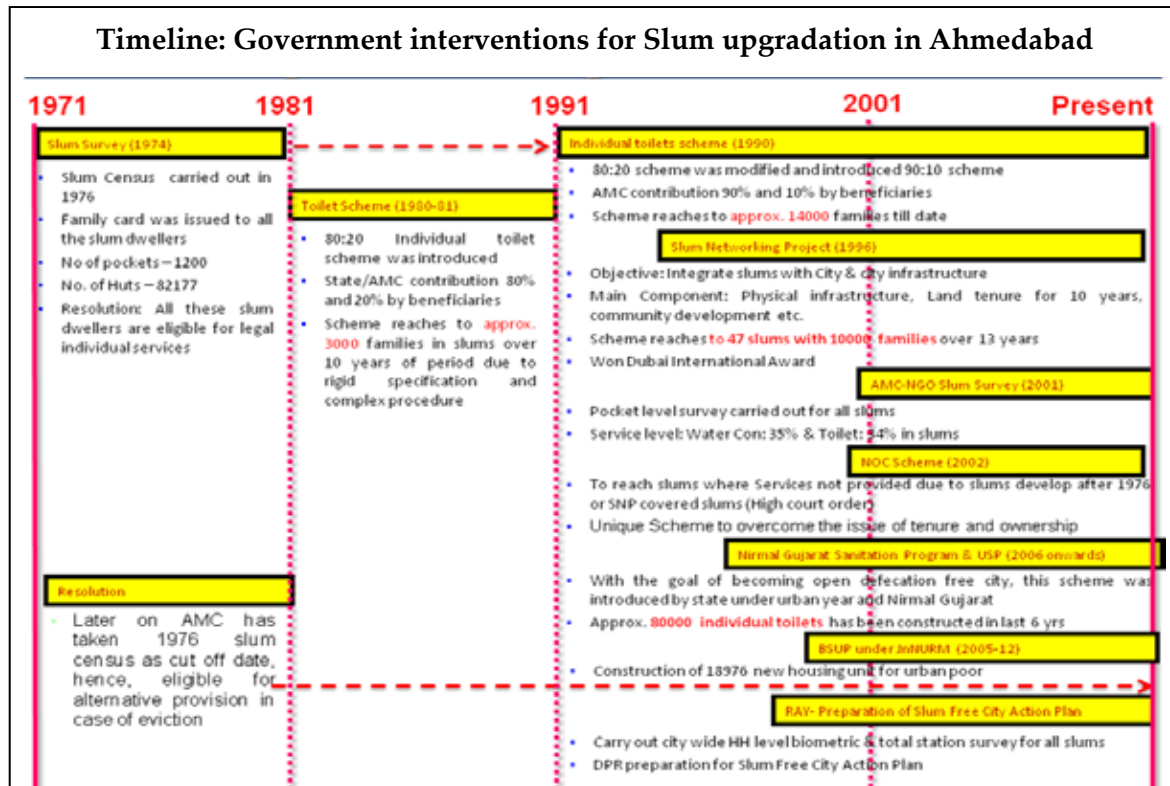 Timeline: Government interventions for Slum upgradation in Ahmedabad
1971
1981
1991
2001
Present
Slum Survey (1974)
Slum Census carried out in
1976
Family card was issued to all
the slum dwellers
No of pockets – 1200
No. of Huts – 82177
Resolution: All these slum
dwellers are eligible for legal
individual services
Resolution
Later on AMC has
taken 1976 slum
census as cut off date,
hence, eligible for
alternative provision in
case of eviction
Toilet Scheme (1980-81)
80:20 Individual toilet
scheme was introduced
State/AMC contribution 80%
and 20% by beneficiaries
Scheme reaches to approx.
3000 families in slums over
10 years of period due to
rigid specification and
complex procedure
Individual toilets scheme (1990)
80:20 scheme was modified and introduced 90:10 scheme
AMC contribution 90% and 10% by beneficiaries
Scheme reaches to approx. 14000 families till date
Slum Networking Project (1996)
Objective: Integrate slums with City & city infrastructure
Main Component: Physical infrastructure, Land tenure for 10 years,
community development etc.
Scheme reaches to 47 slums with 10000 families over 13 years
Won Dubai International Award
AMC-NGO Slum Survey (2001)
Pocket level survey carried out for all slums
Service level: Water Con: 35% & Toilet: in slums
NOC Scheme (2002)
To reach slums where Services not provided due to slums develop after 1976
or SNP covered slums (High court order)
Unique Scheme to overcome the issue of tenure and ownership
Nirmal Gujarat Sanitation Program & USP (2006 onwards)
With the goal of becoming open defecation free city, this scheme was
introduced by state under urban year and Nirmal Gujarat
Approx. 80000 individual toilets has been constructed in last 6 yrs
BSUP under JnNURM (2005-12)
Construction of 18976 new housing unit for urban poor
RAY- Preparation of Slum Free City Action Plan
Carry out city wide HH level biometric & total station survey for all slums
DPR preparation for Slum Free City Action Plan